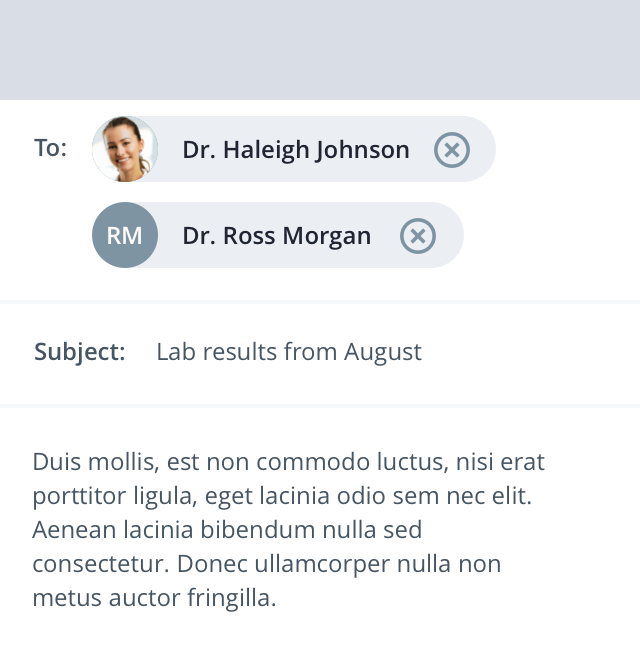 To: Dr. Haleigh Johnson
RM Dr. Ross Morgan
Subject: Lab results from August
Duis mollis, est non commodo luctus, nisi erat
porttitor ligula, eget lacinia odio sem nec elit.
Aenean lacinia bibendum nulla sed
consectetur. Donec ullamcorper nulla non
metus auctor fringilla.